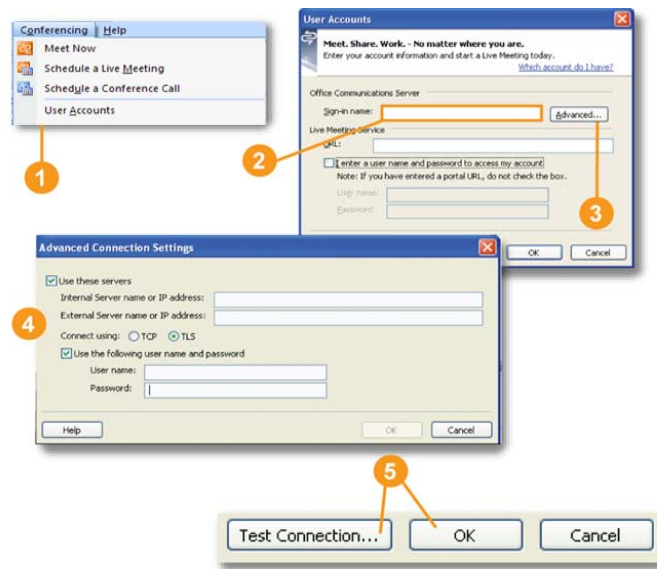 Conferencing Help
Meet Now
Schedule a Live Meeting
Schedule a Conference Call
User Accounts
1
User Accounts
Meet. Share. Work. - No matter where you are.
Enter your account information and start a Live Meeting today.
Which account do I have?
Office Communications Server
Sign-in name:
Advanced...
2
Live Meeting Service
URL:
I enter a user name and password to access my account
Note: If you have entered a portal URL, do not check the box.
User name:
Password:
3
OK Cancel
Advanced Connection Settings
Use these servers
Internal Server name or IP address:
External Server name or IP address:
4
Connect using: TCP TLS
Use the following user name and password
User name:
Password:
Help OK Cancel
5
Test Connection... OK Cancel